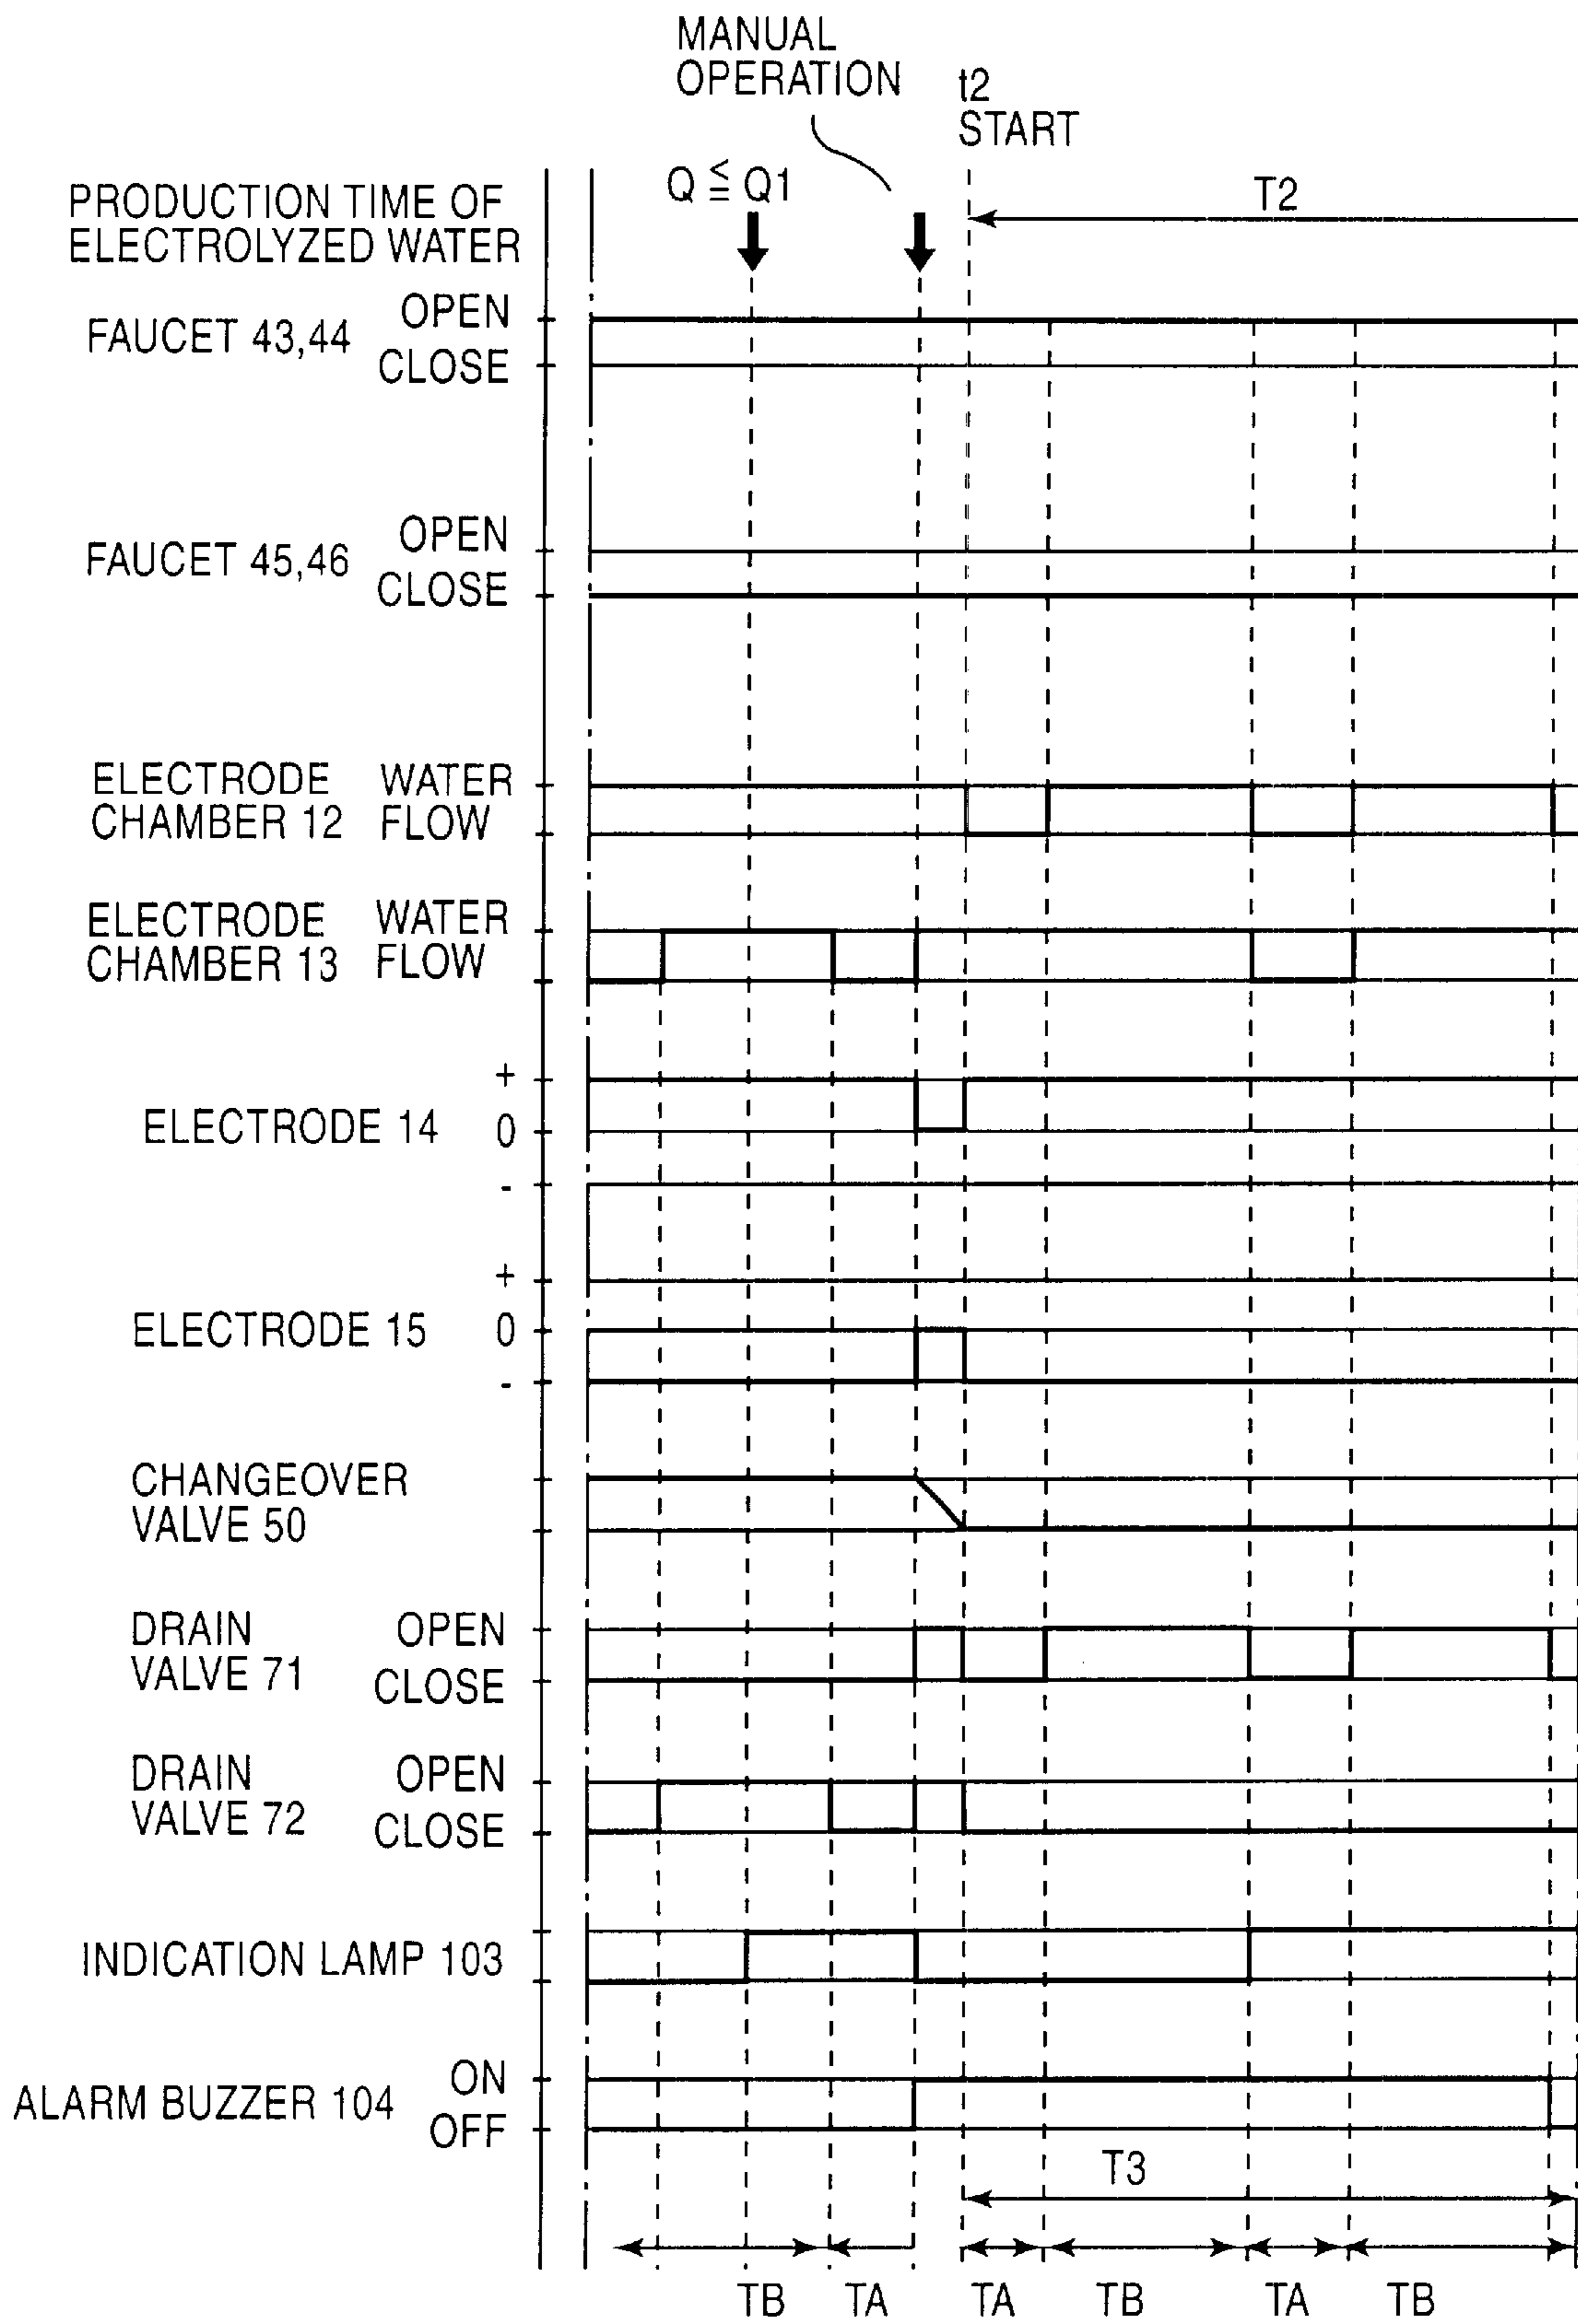 MANUAL
OPERATION
t2
START
Q ≦ Q1
T2
PRODUCTION TIME OF
ELECTROLYZED WATER
FAUCET 43,44
OPEN
CLOSE
FAUCET 45,46
OPEN
CLOSE
ELECTRODE
CHAMBER 12
WATER
FLOW
ELECTRODE
CHAMBER 13
WATER
FLOW
ELECTRODE 14
+
0
-
ELECTRODE 15
+
0
-
CHANGEOVER
VALVE 50
DRAIN
VALVE 71
OPEN
CLOSE
DRAIN
VALVE 72
OPEN
CLOSE
INDICATION LAMP 103
ALARM BUZZER 104
ON
OFF
T3
TB TA TA TB TA TB